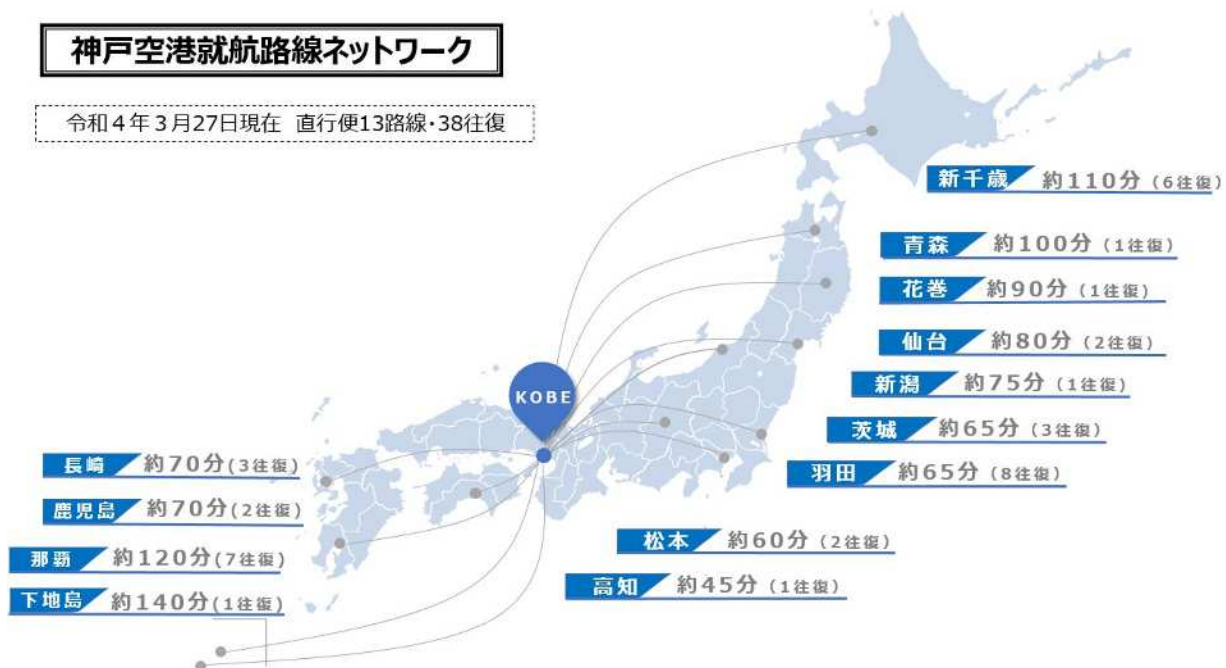 神戸空港就航路線ネットワーク
令和4年3月27日現在 直行便13路線・38往復
新千歳 約110分(6往復)
青森 約100分(1往復)
花巻 約90分(1往復)
仙台 約80分(2往復)
新潟 約75分(1往復)
茨城 約65分(3往復)
羽田 約65分(8往復)
松本 約60分(2往復)
高知 約45分(1往復)
KOBE
長崎 約70分(3往復)
鹿児島 約70分(2往復)
那覇 約120分(7往復)
下地島 約140分(1往復)